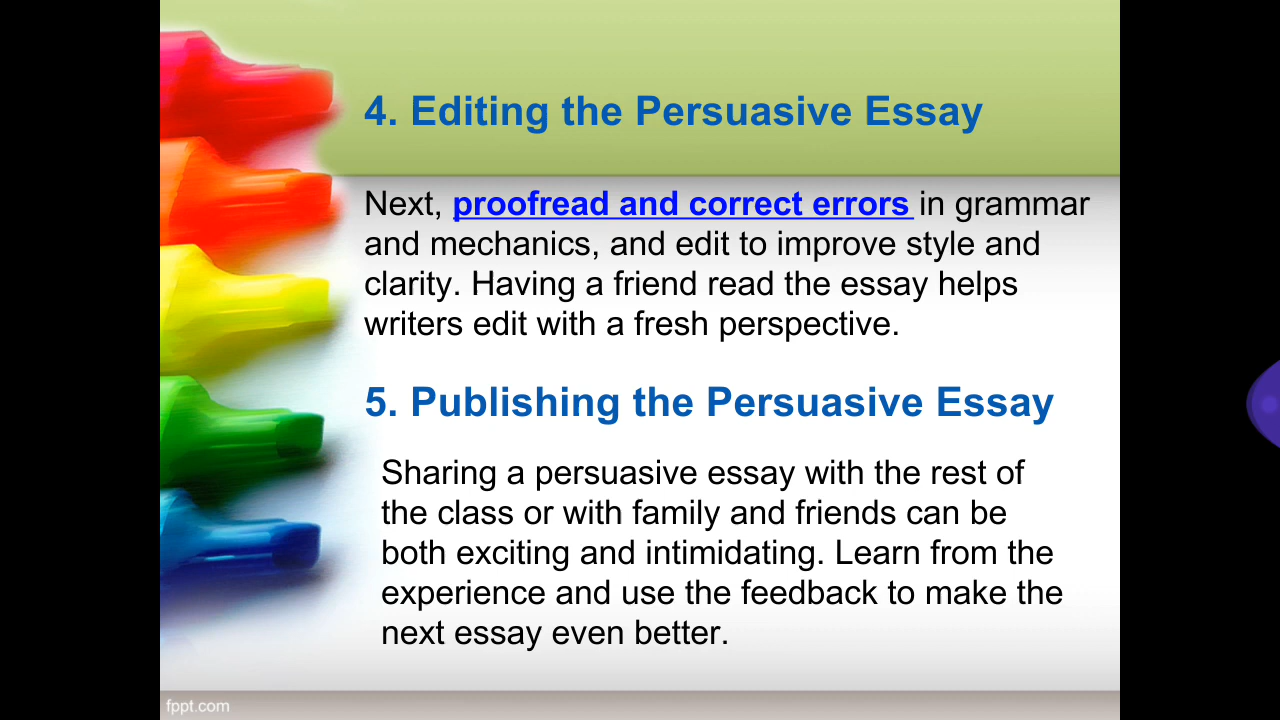 4. Editing the Persuasive Essay
Next, proofread and correct errors in grammar
and mechanics, and edit to improve style and
clarity. Having a friend read the essay helps
writers edit with a fresh perspective.
5. Publishing the Persuasive Essay
Sharing a persuasive essay with the rest of
the class or with family and friends can be
both exciting and intimidating. Learn from the
experience and use the feedback to make the
next essay even better.
fppt.com